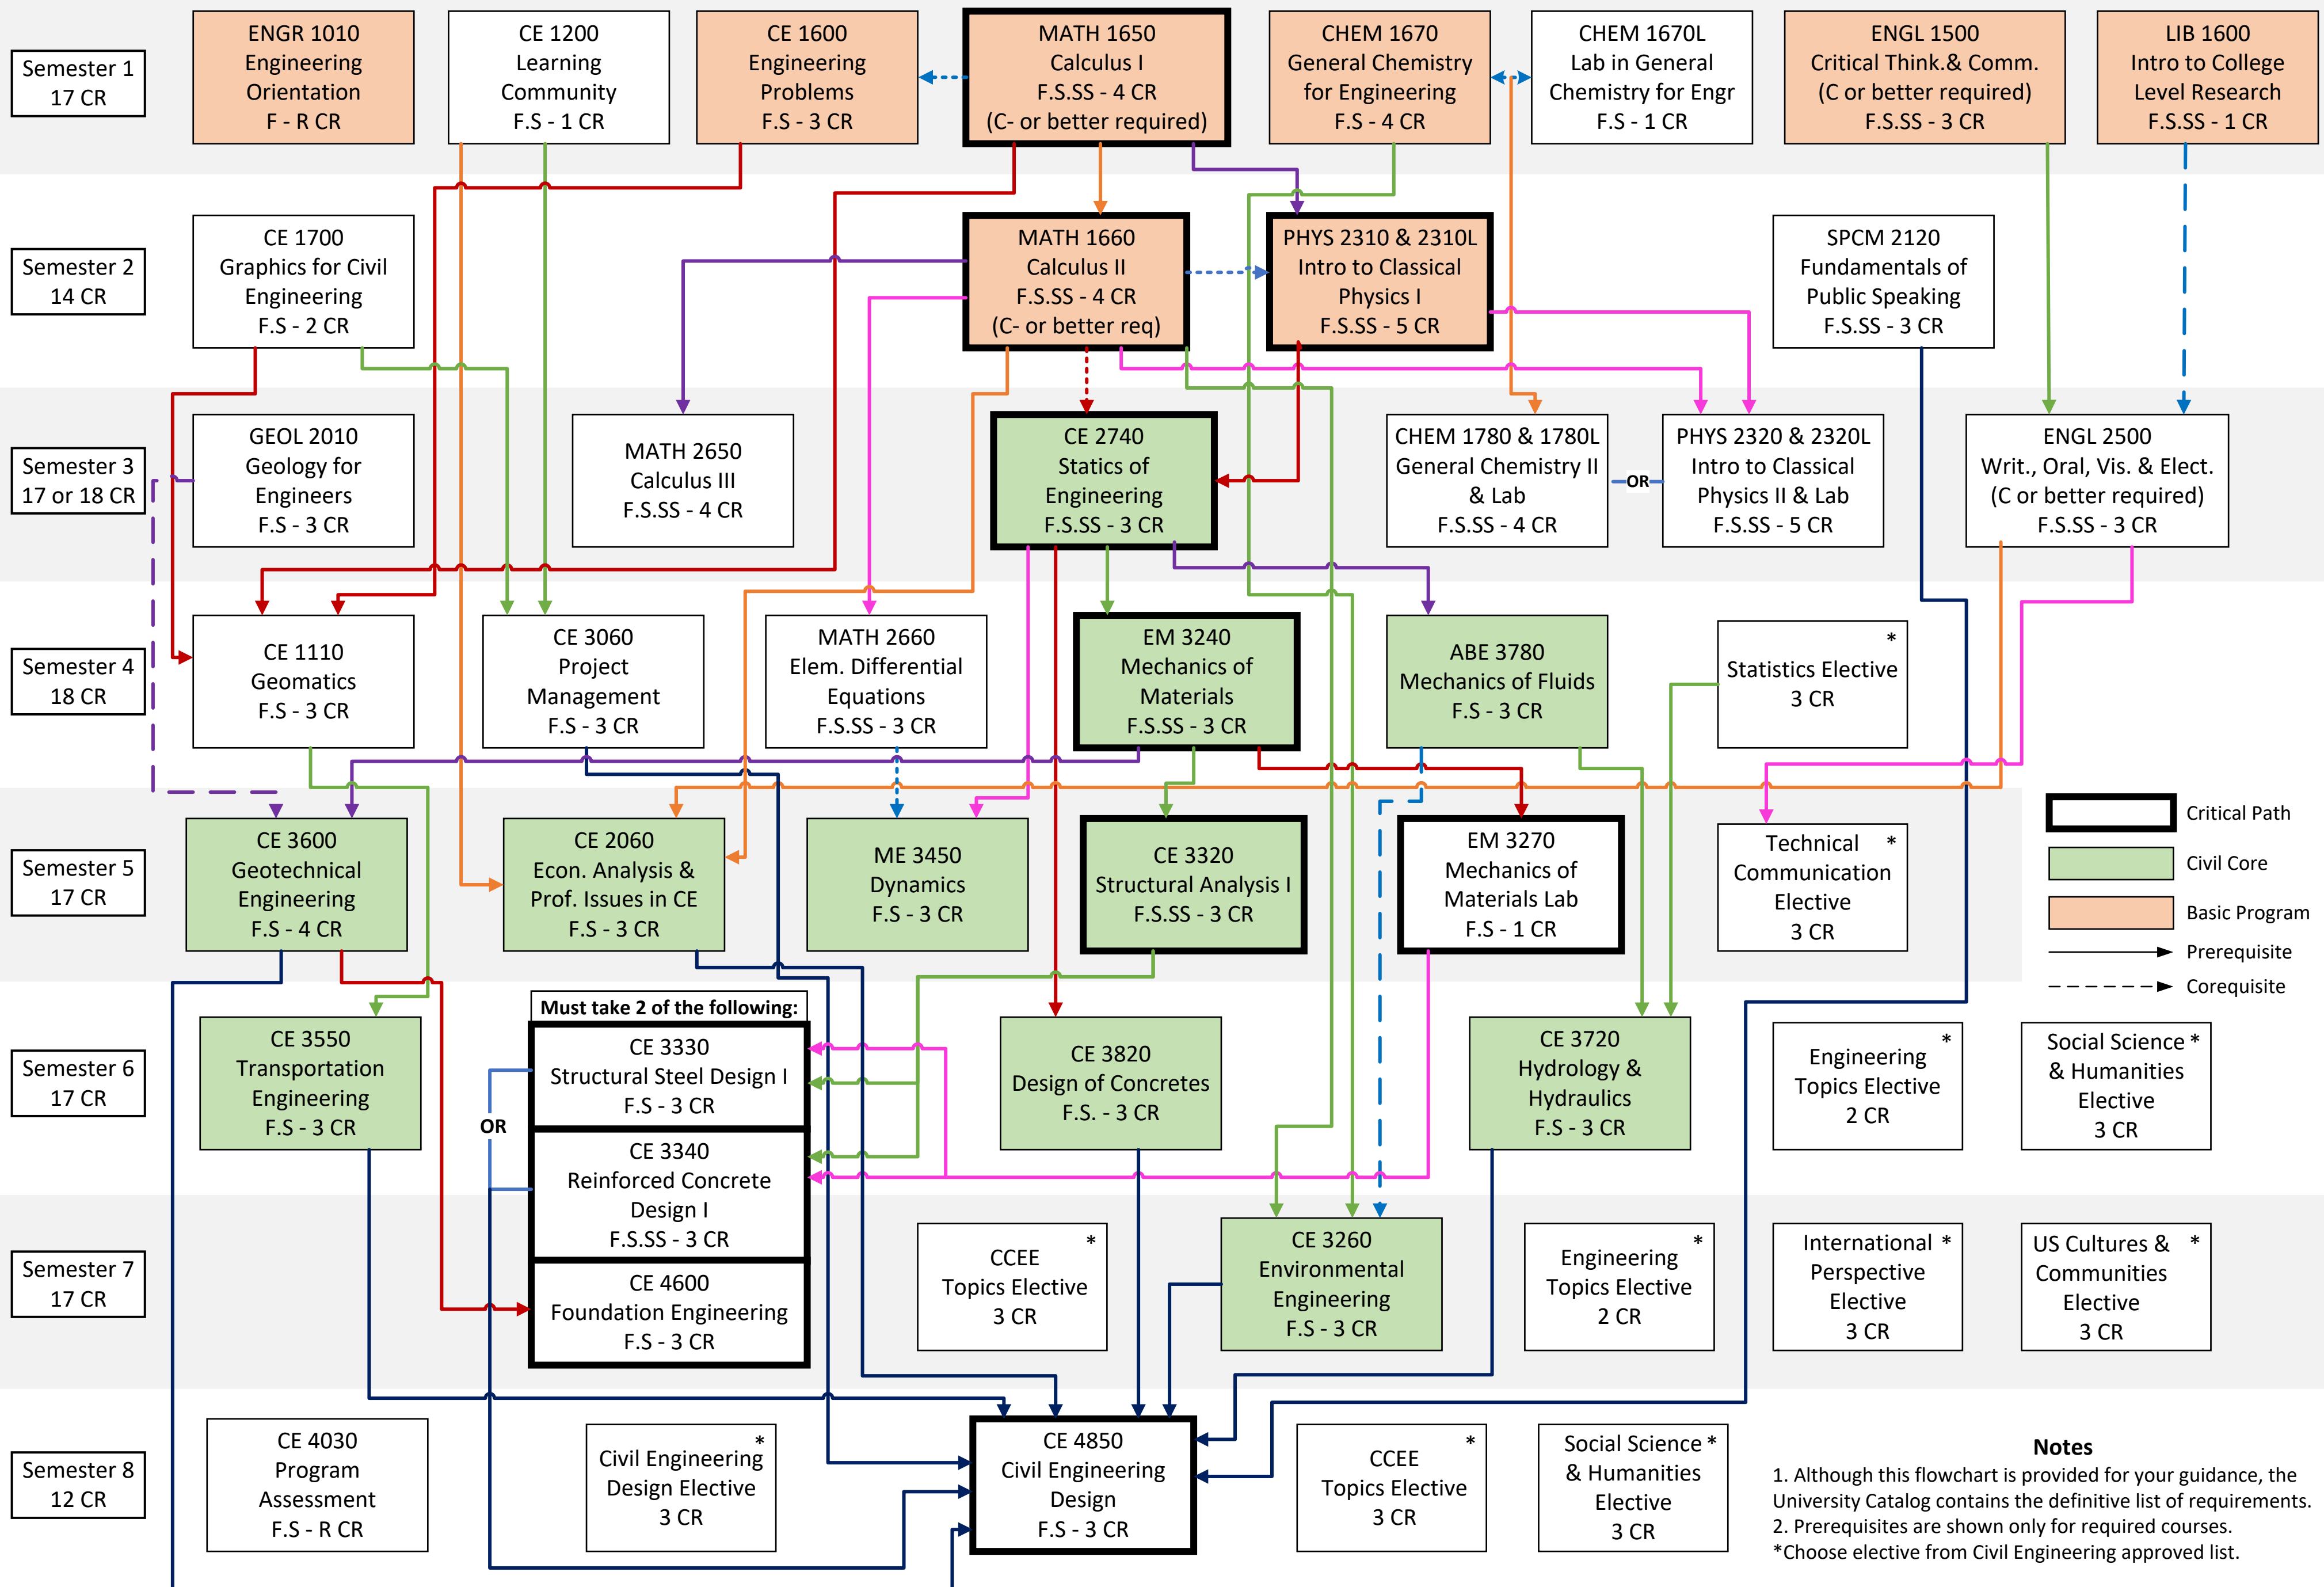 Semester 1
17 CR
ENGR 1010
Engineering
Orientation
F - R CR
CE 1200
Learning
Community
F.S - 1 CR
CE 1600
Engineering
Problems
F.S - 3 CR
MATH 1650
Calculus I
F.S.SS - 4 CR
(C- or better required)
CHEM 1670
General Chemistry
for Engineering
F.S - 4 CR
CHEM 1670L
Lab in General
Chemistry for Engr
F.S - 1 CR
ENGL 1500
Critical Think.& Comm.
(C or better required)
F.S.SS - 3 CR
LIB 1600
Intro to College
Level Research
F.S.SS - 1 CR
Semester 2
14 CR
CE 1700
Graphics for Civil
Engineering
F.S - 2 CR
MATH 1660
Calculus II
F.S.SS - 4 CR
(C- or better req)
PHYS 2310 & 2310L
Intro to Classical
Physics I
F.S.SS - 5 CR
SPCM 2120
Fundamentals of
Public Speaking
F.S.SS - 3 CR
Semester 3
17 or 18 CR
GEOL 2010
Geology for
Engineers
F.S - 3 CR
MATH 2650
Calculus III
F.S.SS - 4 CR
CE 2740
Statics of
Engineering
F.S.SS - 3 CR
CHEM 1780 & 1780L
General Chemistry II
& Lab
F.S.SS - 4 CR
OR
PHYS 2320 & 2320L
Intro to Classical
Physics II & Lab
F.S.SS - 5 CR
ENGL 2500
Writ., Oral, Vis. & Elect.
(C or better required)
F.S.SS - 3 CR
Semester 4
18 CR
CE 1110
Geomatics
F.S - 3 CR
CE 3060
Project
Management
F.S - 3 CR
MATH 2660
Elem. Differential
Equations
F.S.SS - 3 CR
EM 3240
Mechanics of
Materials
F.S.SS - 3 CR
ABE 3780
Mechanics of Fluids
F.S - 3 CR
*
Statistics Elective
3 CR
Semester 5
17 CR
CE 3600
Geotechnical
Engineering
F.S - 4 CR
CE 2060
Econ. Analysis &
Prof. Issues in CE
F.S - 3 CR
ME 3450
Dynamics
F.S - 3 CR
CE 3320
Structural Analysis I
F.S.SS - 3 CR
EM 3270
Mechanics of
Materials Lab
F.S - 1 CR
Technical *
Communication
Elective
3 CR
Critical Path
Civil Core
Basic Program
Prerequisite
Corequisite
Semester 6
17 CR
CE 3550
Transportation
Engineering
F.S - 3 CR
Must take 2 of the following:
CE 3330
Structural Steel Design I
F.S - 3 CR
OR
CE 3340
Reinforced Concrete
Design I
F.S.SS - 3 CR
CE 4600
Foundation Engineering
F.S - 3 CR
CE 3820
Design of Concretes
F.S. - 3 CR
CE 3720
Hydrology &
Hydraulics
F.S - 3 CR
*
Engineering
Topics Elective
2 CR
Social Science *
& Humanities
Elective
3 CR
Semester 7
17 CR
*
CCEE
Topics Elective
3 CR
CE 3260
Environmental
Engineering
F.S - 3 CR
*
Engineering
Topics Elective
2 CR
International *
Perspective
Elective
3 CR
US Cultures & *
Communities
Elective
3 CR
Semester 8
12 CR
CE 4030
Program
Assessment
F.S - R CR
*
Civil Engineering
Design Elective
3 CR
CE 4850
Civil Engineering
Design
F.S - 3 CR
*
CCEE
Topics Elective
3 CR
Social Science *
& Humanities
Elective
3 CR
Notes
1. Although this flowchart is provided for your guidance, the
University Catalog contains the definitive list of requirements.
2. Prerequisites are shown only for required courses.
*Choose elective from Civil Engineering approved list.